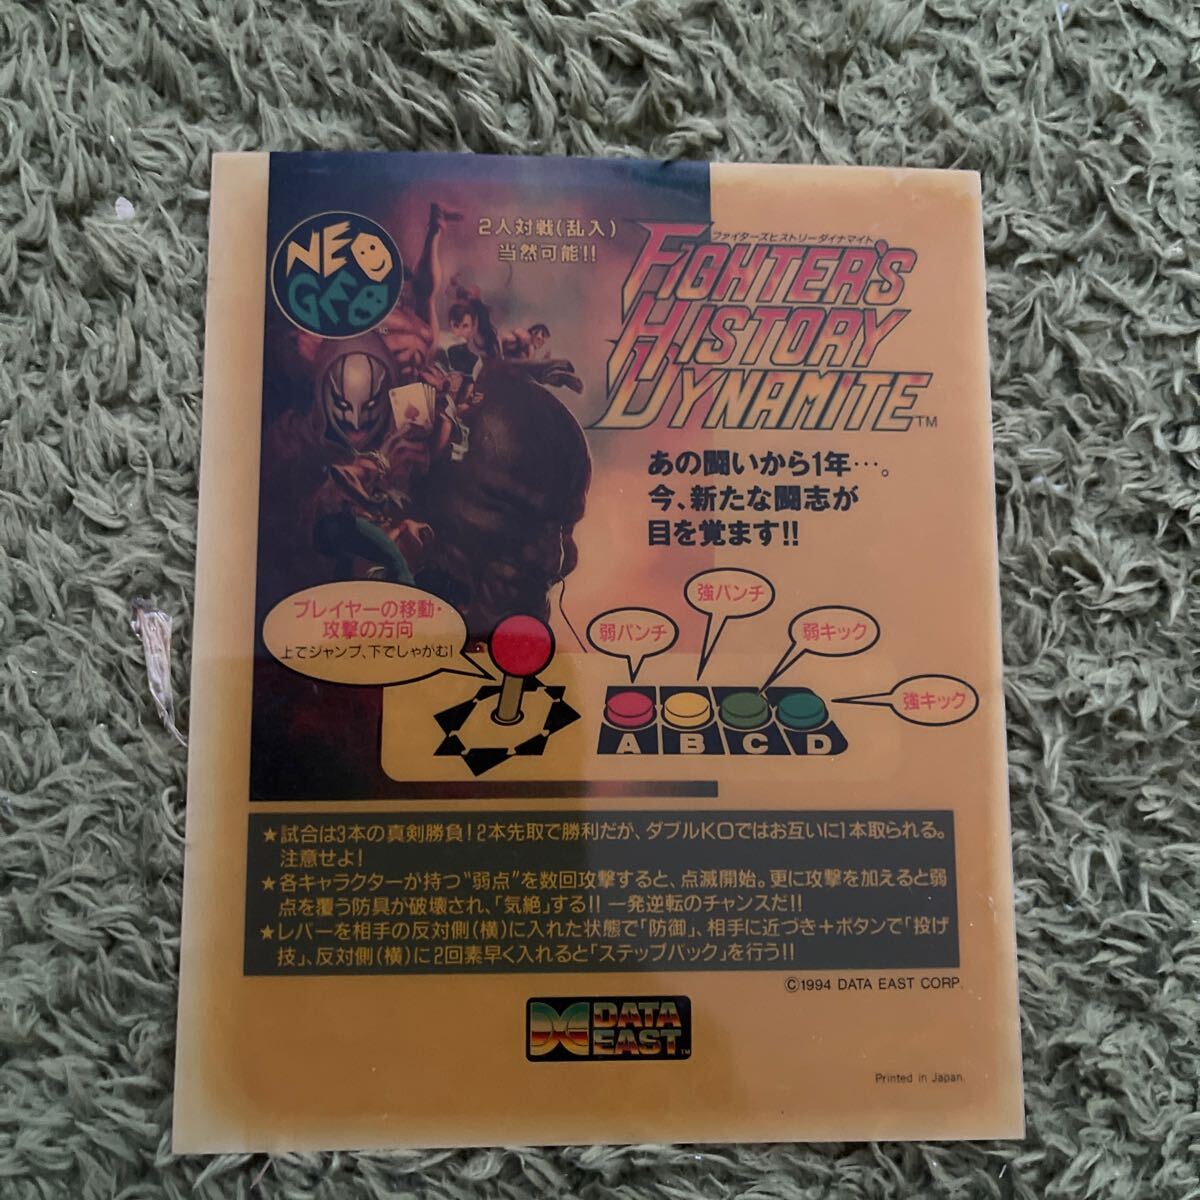 NEO
GEO
2人対戦(乱入)
当然可能!!
ファイターズヒストリーダイナマイト
FIGHTER'S
HISTORY
DYNAMITE™
あの闘いから1年…。
今、新たな闘志が
目を覚ます!!
プレイヤーの移動・
攻撃の方向
上でジャンプ、下でしゃがむ!
弱パンチ
強パンチ
弱キック
強キック
A B C D
★試合は3本の真剣勝負!2本先取で勝利だが、ダブルKOではお互いに1本取られる。
注意せよ!
★各キャラクターが持つ“弱点”を数回攻撃すると、点滅開始。更に攻撃を加えると弱
点を覆う防具が破壊され、「気絶」する!! 一発逆転のチャンスだ!!
★レバーを相手の反対側(横)に入れた状態で「防御」、相手に近づき+ボタンで「投げ
技」、反対側(横)に2回素早く入れると「ステップバック」を行う!!
©1994 DATA EAST CORP.
DATA
EAST™
Printed in Japan.